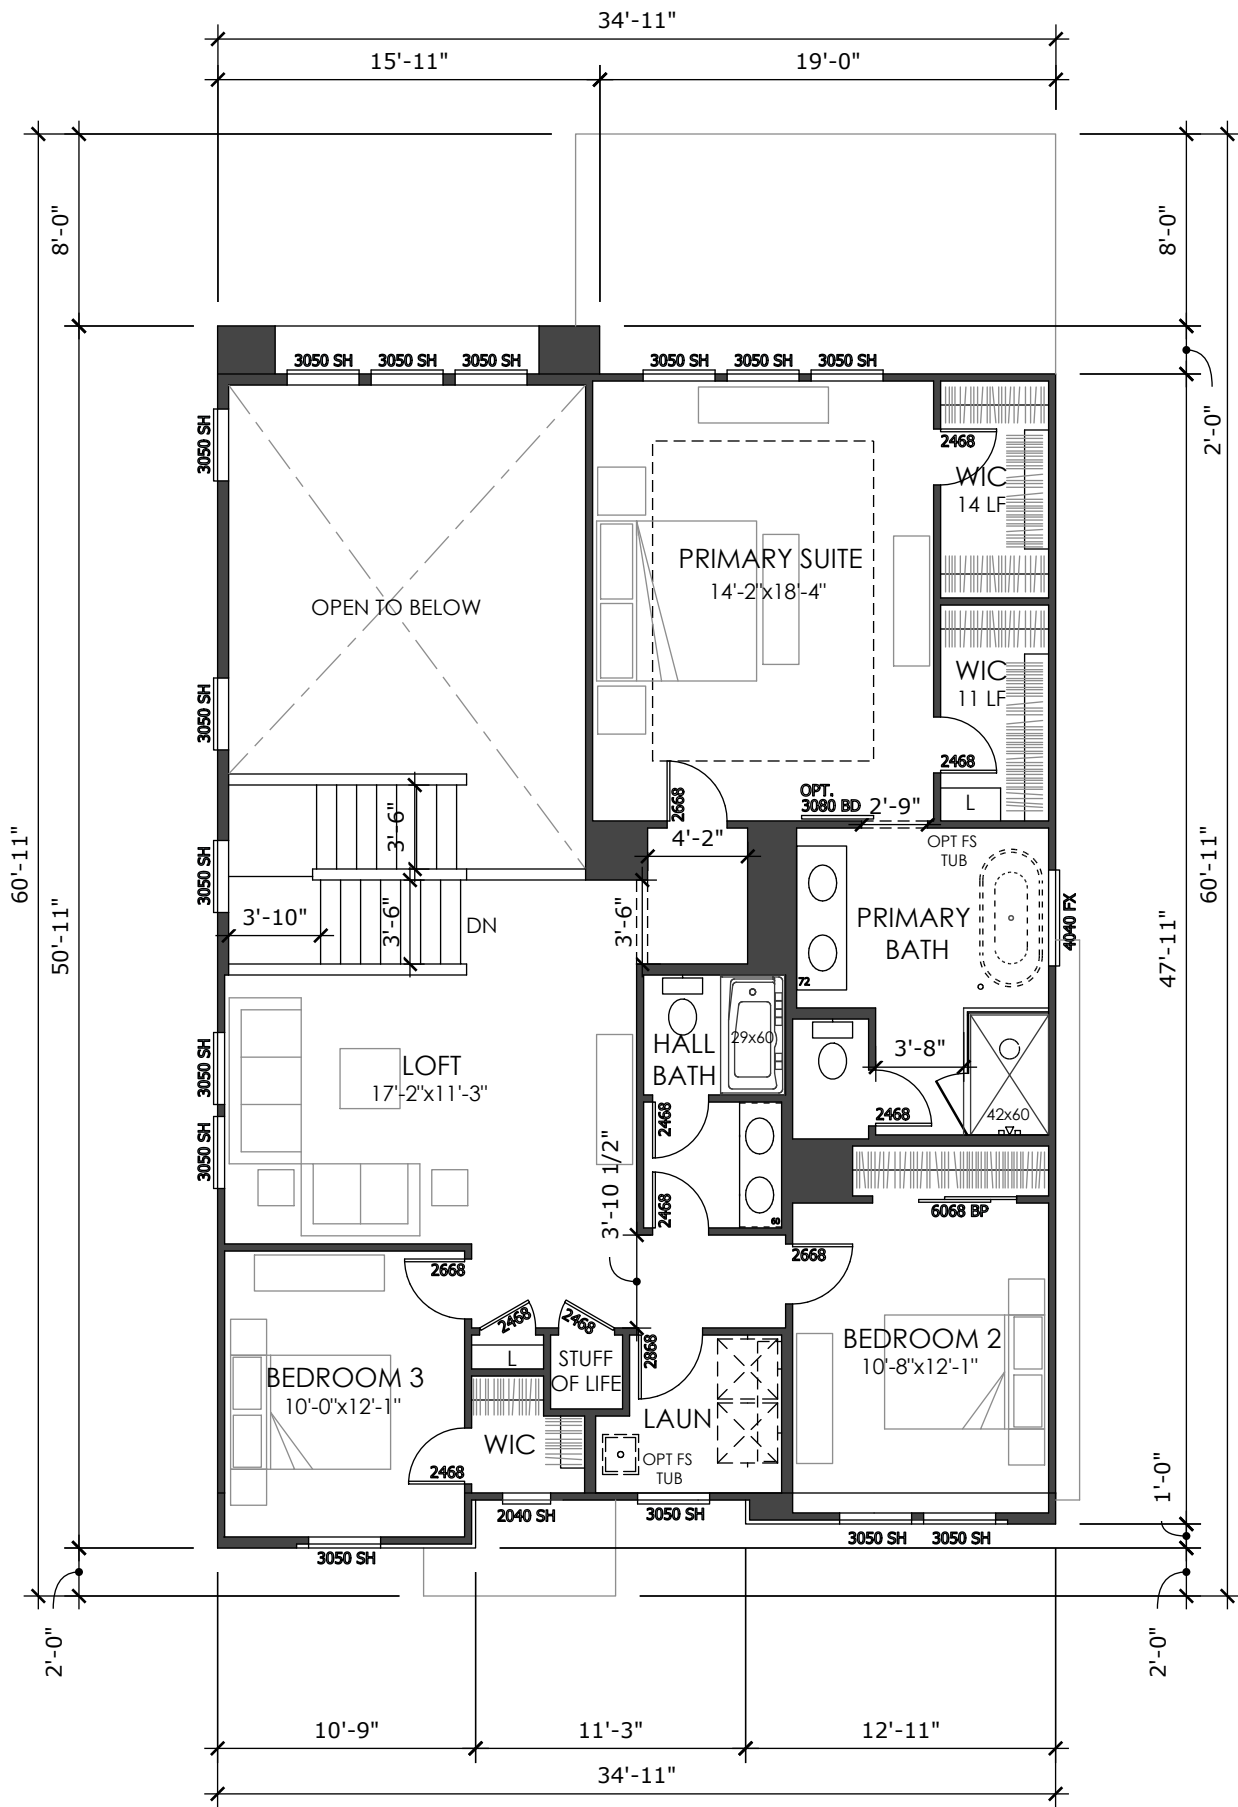 34'-11"
15'-11"
19'-0"
8'-0"
8'-0"
3050 SH
3050 SH
3050 SH
3050 SH
3050 SH
3050 SH
2'-0"
3050 SH
2468
WIC
14 LF
PRIMARY SUITE
14'-2"x18'-4"
OPEN TO BELOW
WIC
11 LF
3050 SH
2468
L
OPT.
3080 BD
2'-9"
2668
3'-6"
4'-2"
OPT FS
TUB
60'-11"
60'-11"
50'-11"
47'-11"
3050 SH
3'-10"
3'-6"
DN
3'-6"
PRIMARY
BATH
4040 FX
72
LOFT
17'-2"x11'-3"
HALL
BATH
29x60
3'-8"
3050 SH
3050 SH
2468
2468
42x60
3'-10 1/2"
2468
60
6068 BP
2668
2668
2468
2468
2868
L
STUFF
OF LIFE
BEDROOM 3
10'-0"x12'-1"
BEDROOM 2
10'-8"x12'-1"
LAUN
WIC
2468
OPT FS
TUB
1'-0"
2040 SH
3050 SH
3050 SH
3050 SH
3050 SH
2'-0"
2'-0"
10'-9"
11'-3"
12'-11"
34'-11"